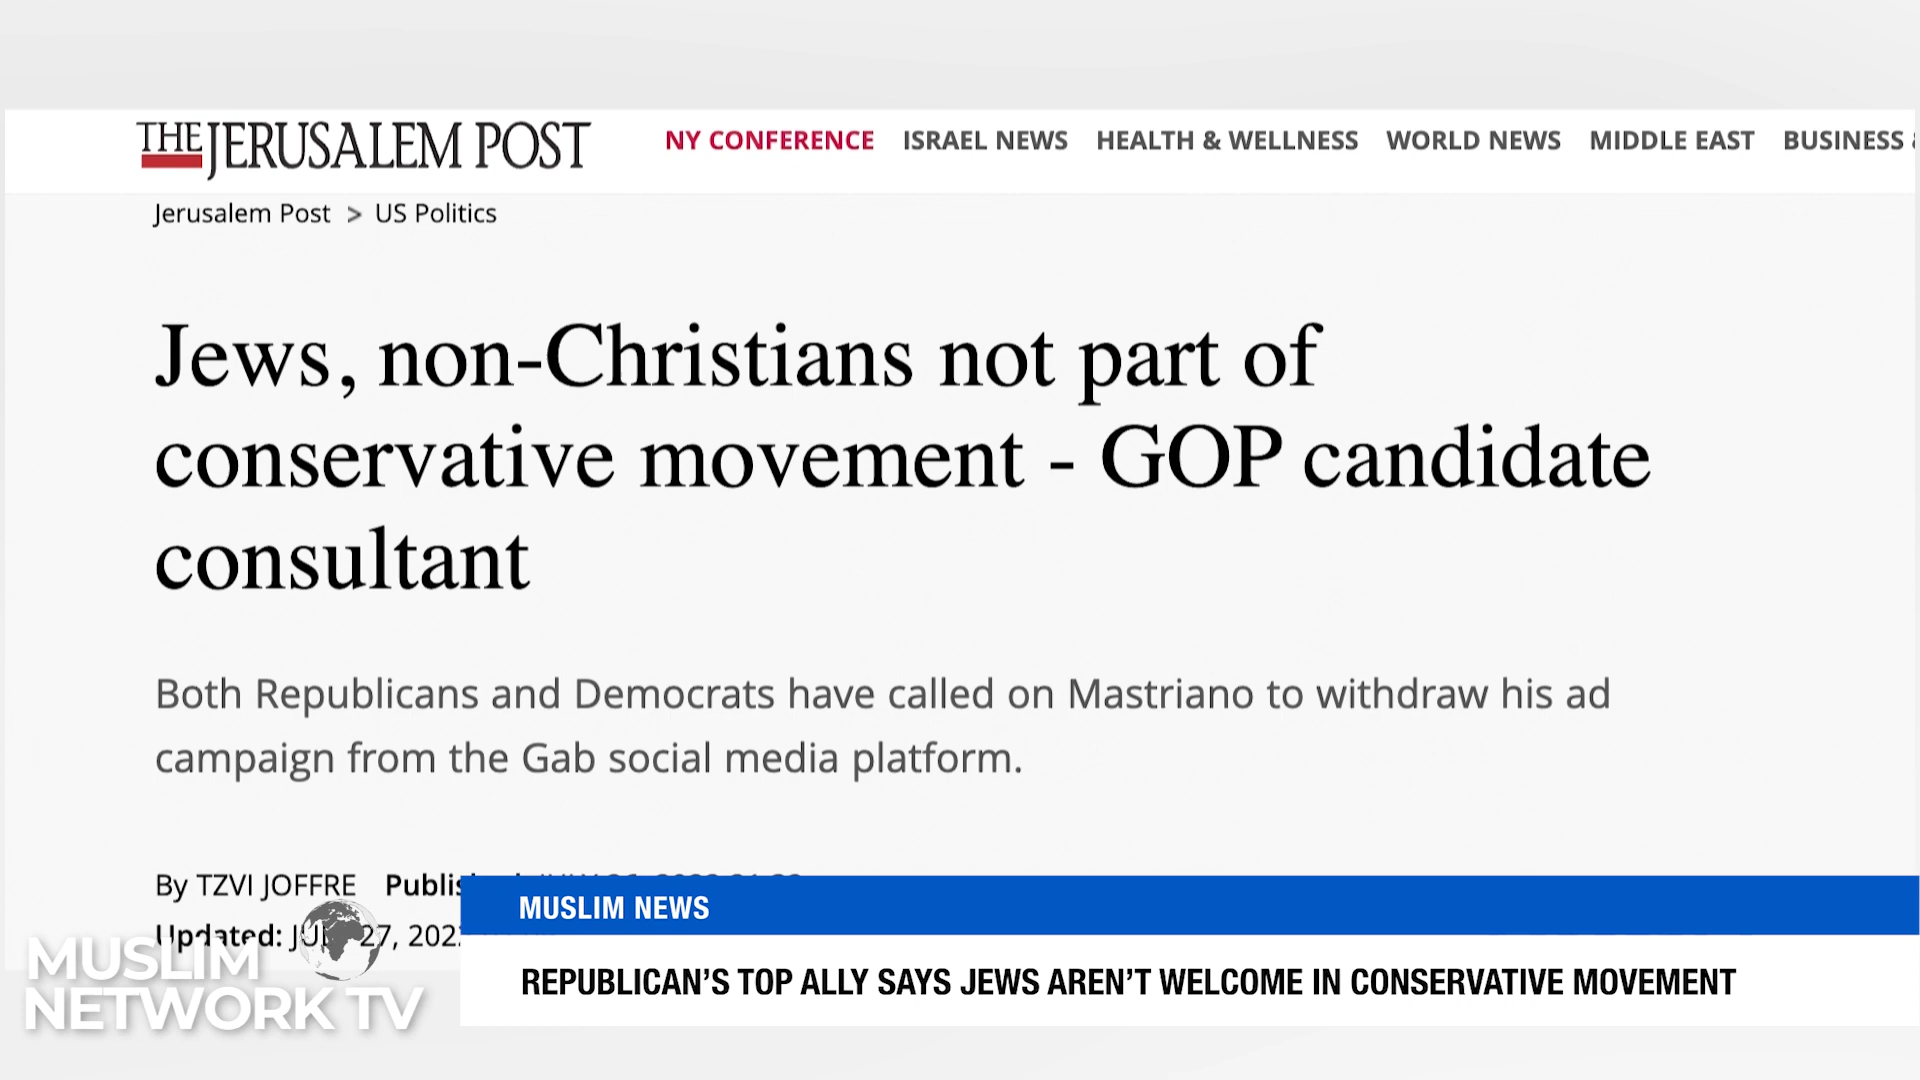 THE JERUSALEM POST NY CONFERENCE ISRAEL NEWS HEALTH & WELLNESS WORLD NEWS MIDDLE EAST BUSINESS
Jerusalem Post > US Politics
Jews, non-Christians not part of
conservative movement - GOP candidate
consultant
Both Republicans and Democrats have called on Mastriano to withdraw his ad
campaign from the Gab social media platform.
By TZVI JOFFRE
Updated: 27,
MUSLIM
NETWORK TV
MUSLIM NEWS
REPUBLICAN'S TOP ALLY SAYS JEWS AREN'T WELCOME IN CONSERVATIVE MOVEMENT